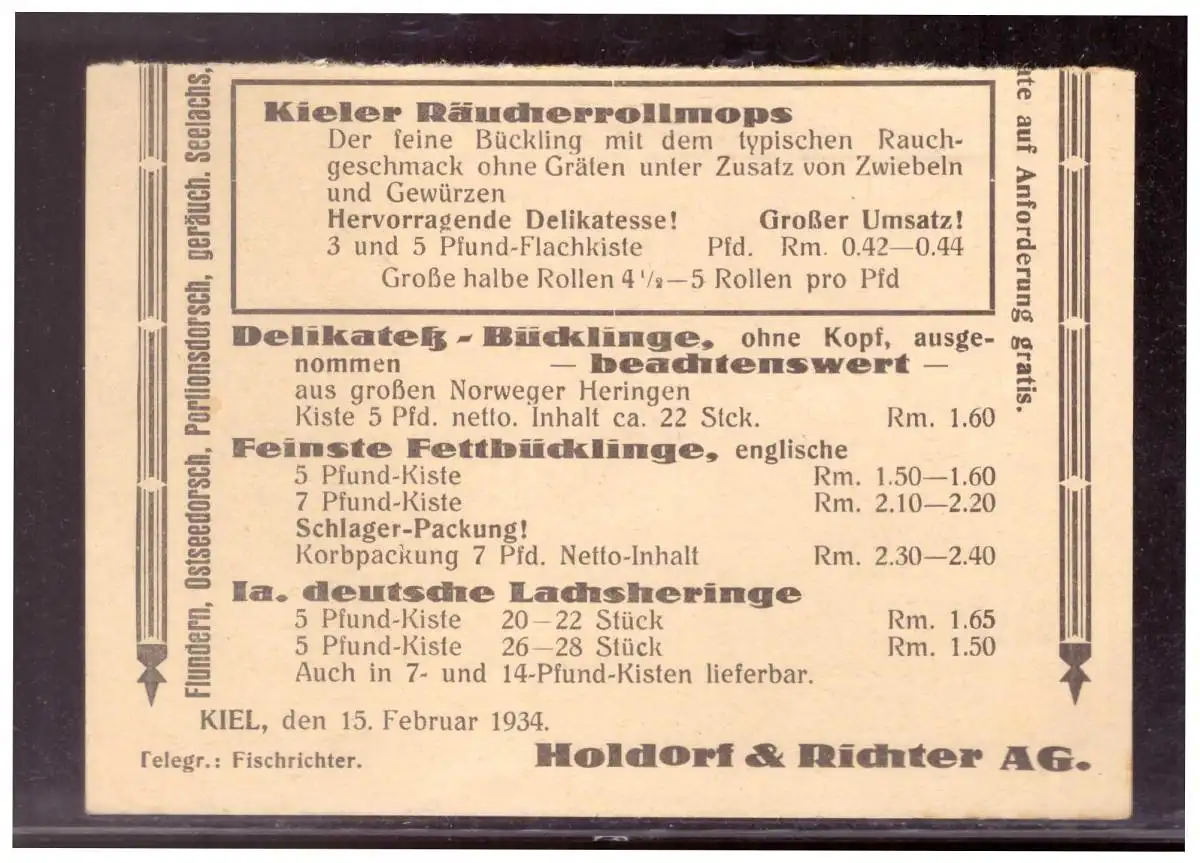 Kieler Räucherrollmops
Der feine Bückling mit dem typischen Rauch-
geschmack ohne Gräten unter Zusatz von Zwiebeln
und Gewürzen
Hervorragende Delikatesse! Großer Umsatz!
3 und 5 Pfund-Flachkiste Pfd. Rm. 0.42—0.44
Große halbe Rollen 4 1/2—5 Rollen pro Pfd
Delikateß - Bücklinge, ohne Kopf, ausge-
nommen — beachtenswert —
aus großen Norweger Heringen
Kiste 5 Pfd. netto. Inhalt ca. 22 Stck. Rm. 1.60
Feinste Fettbücklinge, englische
5 Pfund-Kiste Rm. 1.50—1.60
7 Pfund-Kiste Rm. 2.10—2.20
Schlager-Packung!
Korbpackung 7 Pfd. Netto-Inhalt Rm. 2.30—2.40
Ia. deutsche Lachsheringe
5 Pfund-Kiste 20—22 Stück Rm. 1.65
5 Pfund-Kiste 26—28 Stück Rm. 1.50
Auch in 7- und 14-Pfund-Kisten lieferbar.
KIEL, den 15. Februar 1934.
Telegr.: Fischrichter. Holdorf & Richter AG.
Flundern, Ostseedorsch, Portionsdorsch, geräuch. Seelachs,
auf Anforderung gratis.